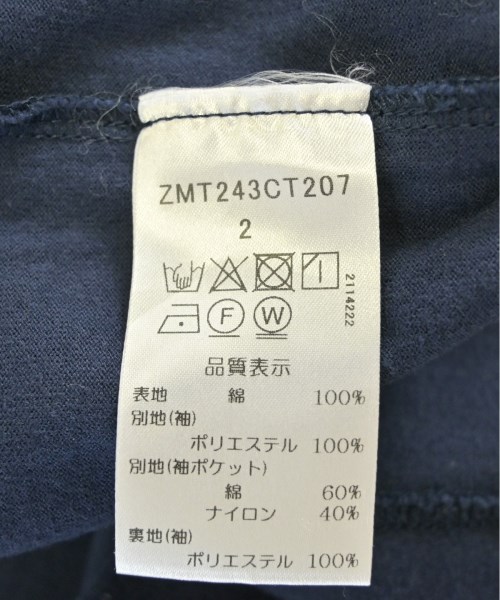 ZMT243CT207
2
2114222
F W
品質表示
表地 綿 100%
別地(袖)
ポリエステル 100%
別地(袖ポケット)
綿 60%
ナイロン 40%
裏地(袖)
ポリエステル 100%